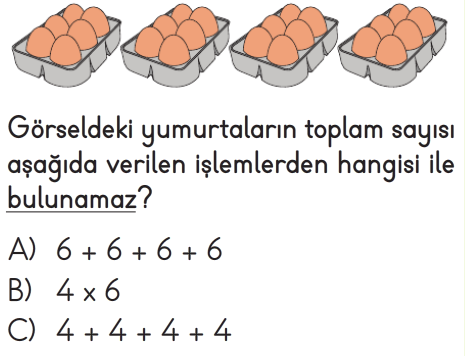 Görseldeki yumurtaların toplam sayısı
aşağıda verilen işlemlerden hangisi ile
bulunamaz?
A) 6 + 6 + 6 + 6
B) 4 x 6
C) 4 + 4 + 4 + 4